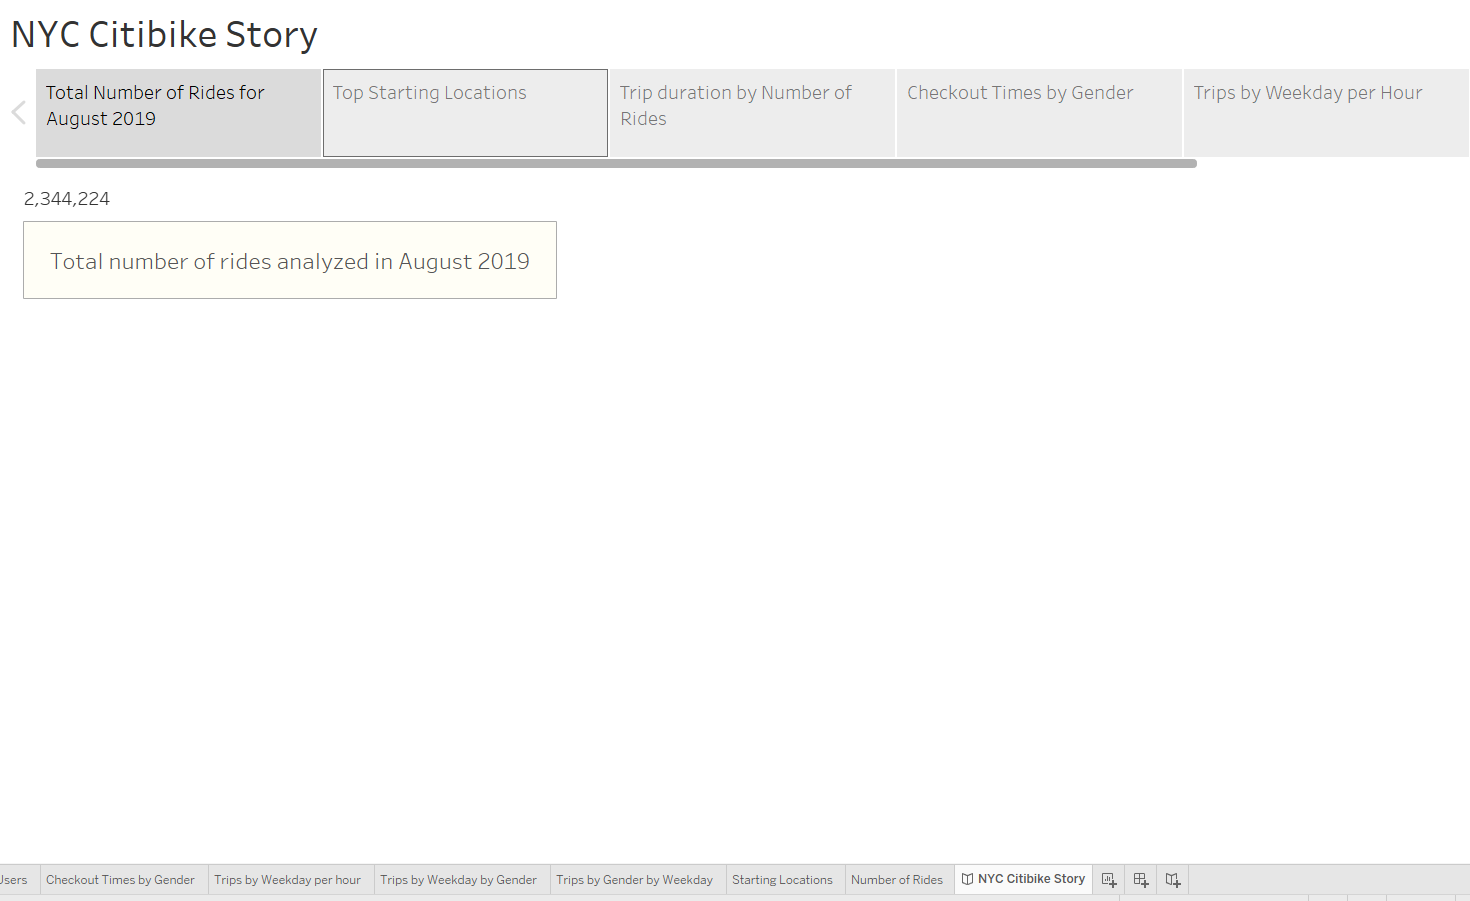 NYC Citibike Story
Total Number of Rides for
August 2019
Top Starting Locations
Trip duration by Number of
Rides
Checkout Times by Gender
Trips by Weekday per Hour
2,344,224
Total number of rides analyzed in August 2019
Checkout Times by Gender
Trips by Weekday per hour
Trips by Weekday by Gender
Trips by Gender by Weekday
Starting Locations
Number of Rides
NYC Citibike Story